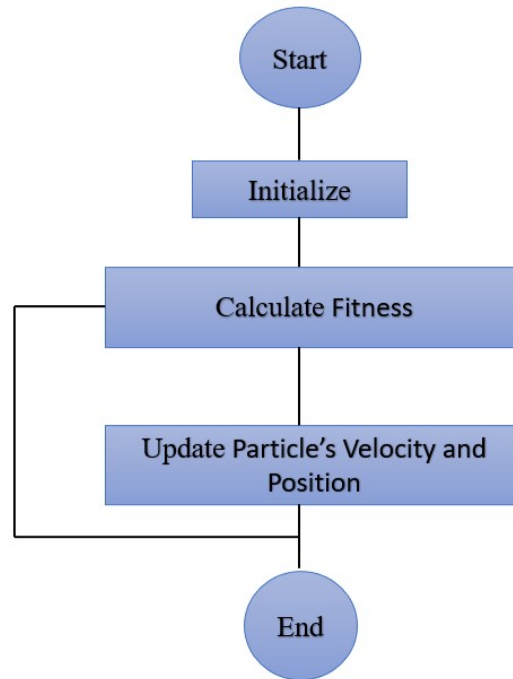 Start
Initialize
Calculate Fitness
Update Particle’s Velocity and
Position
End